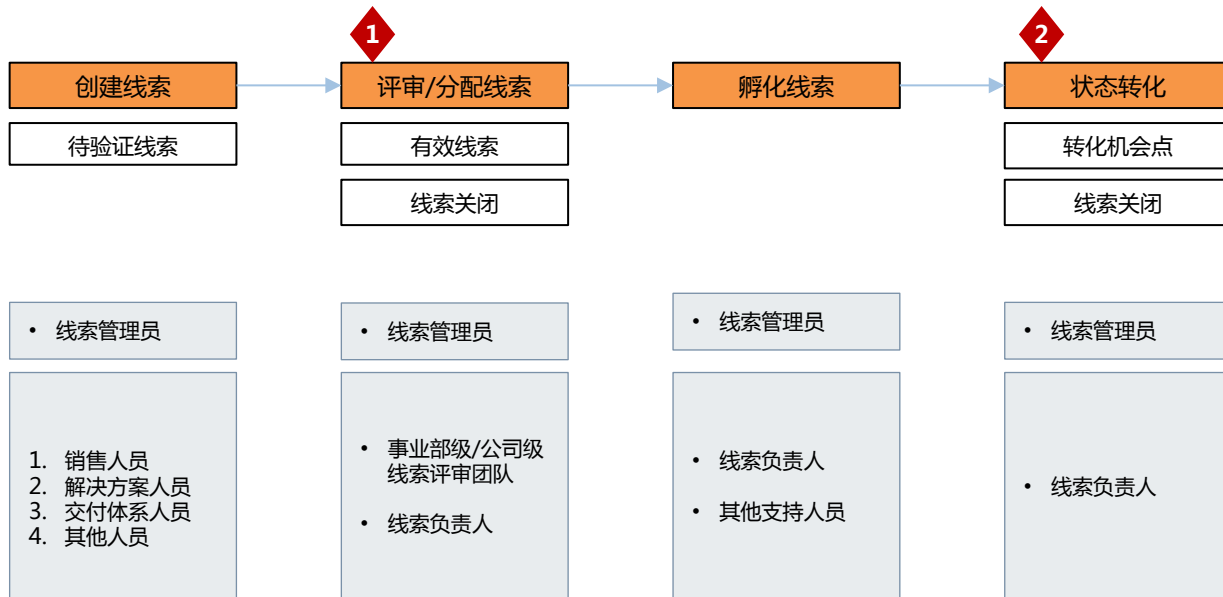 1
2
创建线索
评审/分配线索
孵化线索
状态转化
待验证线索
有效线索
转化机会点
线索关闭
线索关闭
• 线索管理员
• 线索管理员
• 线索管理员
• 线索管理员
1. 销售人员
2. 解决方案人员
3. 交付体系人员
4. 其他人员
• 事业部级/公司级
线索评审团队
• 线索负责人
• 线索负责人
• 其他支持人员
• 线索负责人